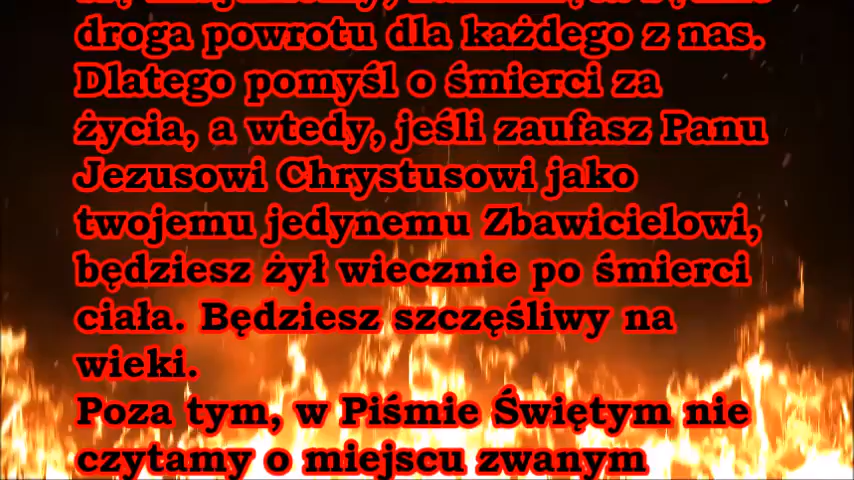 droga powrotu dla każdego z nas.
Dlatego pomyśl o śmierci za
życia, a wtedy, jeśli zaufasz Panu
Jezusowi Chrystusowi jako
twojemu jedynemu Zbawicielowi,
będziesz żył wiecznie po śmierci
ciała. Będziesz szczęśliwy na
wieki.
Poza tym, w Piśmie Świętym nie
czytamy o miejscu zwanym